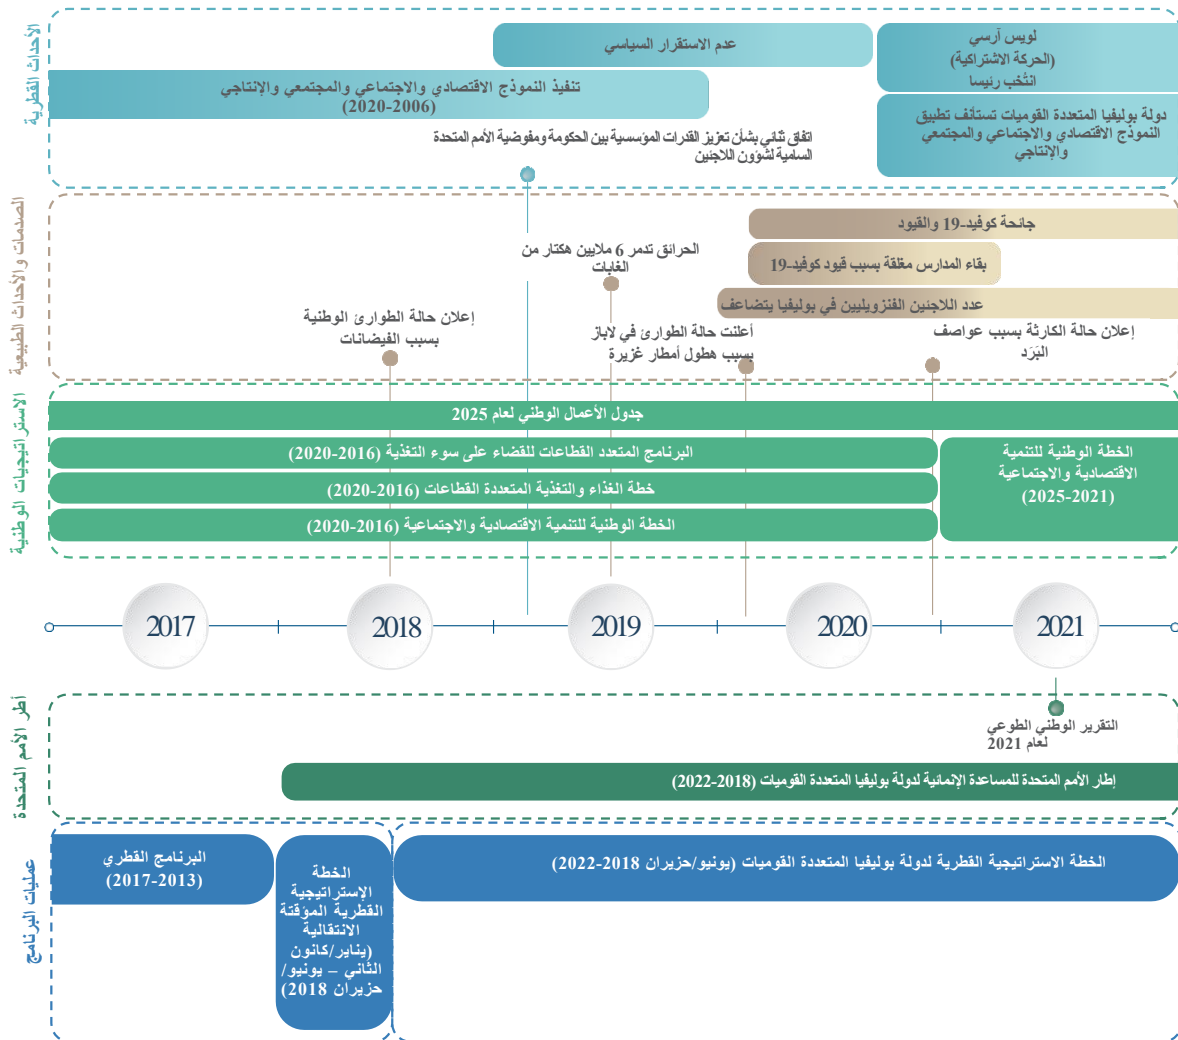 الأحداث القطرية
لويس آرسي
(الحركة الاشتراكية)
انتُخب رئيسا
عدم الاستقرار السياسي
تنفيذ النموذج الاقتصادي والاجتماعي والمجتمعي والإنتاجي
(2006-2020)
دولة بوليفيا المتعددة القوميات تستأنف تطبيق
النموذج الاقتصادي والاجتماعي والمجتمعي
والإنتاجي
اتفاق ثنائي بشأن تعزيز القدرات المؤسسية بين الحكومة ومفوضية الأمم المتحدة
السامية لشؤون اللاجئين
الصدمات والأحداث الطبيعية
جائحة كوفيد-19 والقيود
بقاء المدارس مغلقة بسبب قيود كوفيد-19
عدد اللاجئين الفنزويليين في بوليفيا يتضاعف
الحرائق تدمر 6 ملايين هكتار من
الغابات
إعلان حالة الكارثة بسبب عواصف
البَرَد
أعلنت حالة الطوارئ في لاباز
بسبب هطول أمطار غزيرة
إعلان حالة الطوارئ الوطنية
بسبب الفيضانات
الاستراتيجيات الوطنية
جدول الأعمال الوطني لعام 2025
الخطة الوطنية للتنمية
الاقتصادية والاجتماعية
(2021-2025)
البرنامج المتعدد القطاعات للقضاء على سوء التغذية (2016-2020)
خطة الغذاء والتغذية المتعددة القطاعات (2016-2020)
الخطة الوطنية للتنمية الاقتصادية والاجتماعية (2016-2020)
2017
2018
2019
2020
2021
أطر الأمم المتحدة
التقرير الوطني الطوعي
لعام 2021
إطار الأمم المتحدة للمساعدة الإنمائية لدولة بوليفيا المتعددة القوميات (2018-2022)
عمليات البرنامج
البرنامج القطري
(2013-2017)
الخطة
الإستراتيجية
القطرية المؤقتة
الانتقالية
(يناير/كانون
الثاني – يونيو/
حزيران 2018)
الخطة الاستراتيجية القطرية لدولة بوليفيا المتعددة القوميات (يونيو/حزيران 2018-2022)